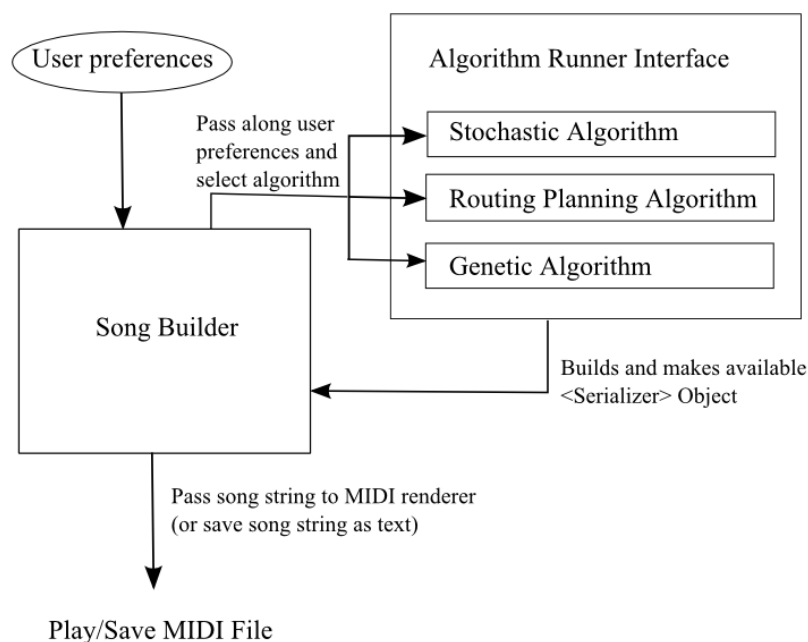 User preferences
Algorithm Runner Interface
Pass along user
preferences and
select algorithm
Stochastic Algorithm
Routing Planning Algorithm
Genetic Algorithm
Song Builder
Builds and makes available
<Serializer> Object
Pass song string to MIDI renderer
(or save song string as text)
Play/Save MIDI File